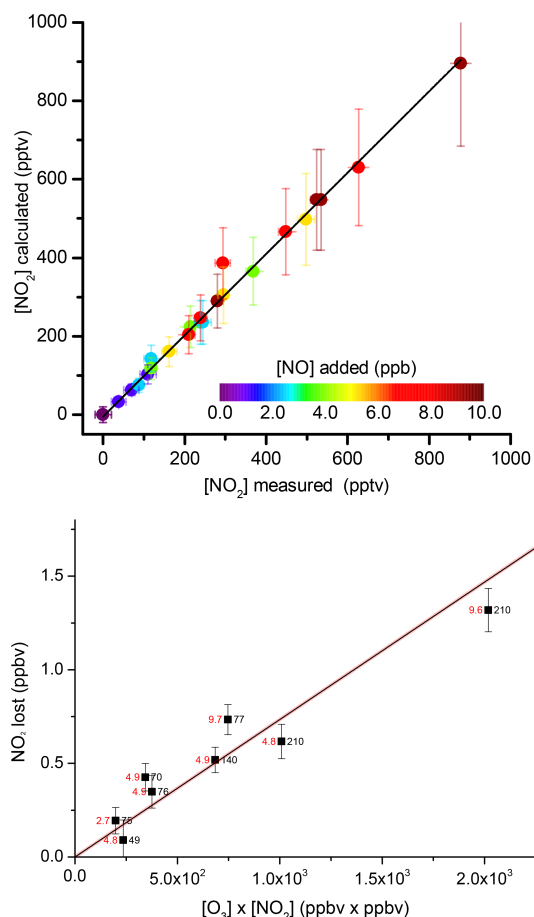 1000
800
600
400
200
0
[NO₂] calculated (pptv)
[NO] added (ppb)
0.0 2.0 4.0 6.0 8.0 10.0
0 200 400 600 800 1000
[NO₂] measured (pptv)
1.5
1.0
0.5
0.0
NO₂ lost (ppbv)
9.6 210
9.7 77
4.8 210
4.9 140
4.9 70
4.9 76
2.7 75
4.8 49
0.0 5.0x10² 1.0x10³ 1.5x10³ 2.0x10³
[O₃] x [NO₂] (ppbv x ppbv)